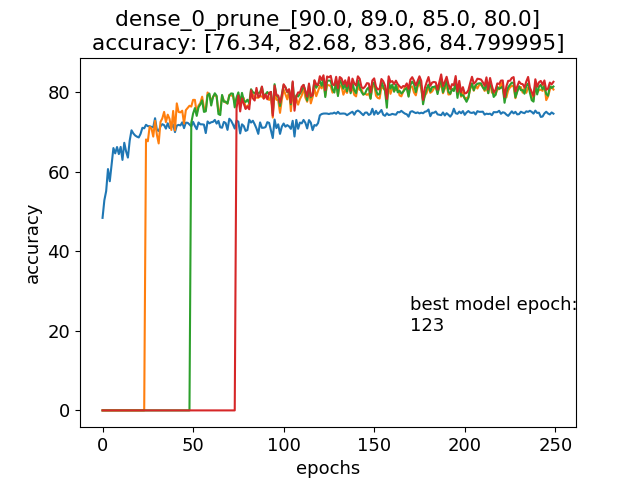 dense_0_prune_[90.0, 89.0, 85.0, 80.0]
accuracy: [76.34, 82.68, 83.86, 84.799995]
80
60
40
20
0
accuracy
best model epoch:
123
0 50 100 150 200 250
epochs